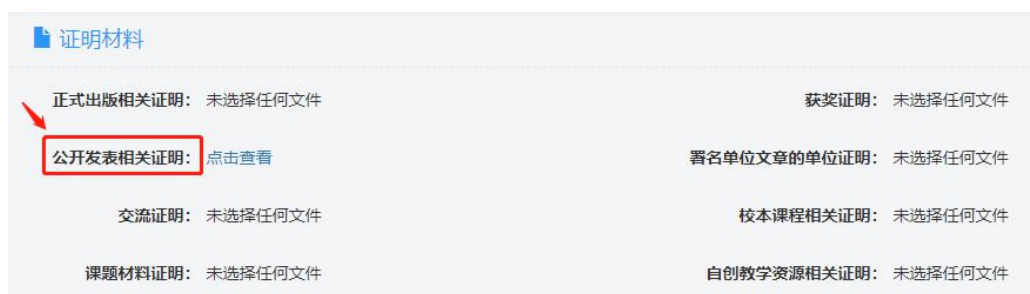 证明材料
正式出版相关证明： 未选择任何文件 获奖证明： 未选择任何文件
公开发表相关证明： 点击查看 署名单位文章的单位证明： 未选择任何文件
交流证明： 未选择任何文件 校本课程相关证明： 未选择任何文件
课题材料证明： 未选择任何文件 自创教学资源相关证明： 未选择任何文件